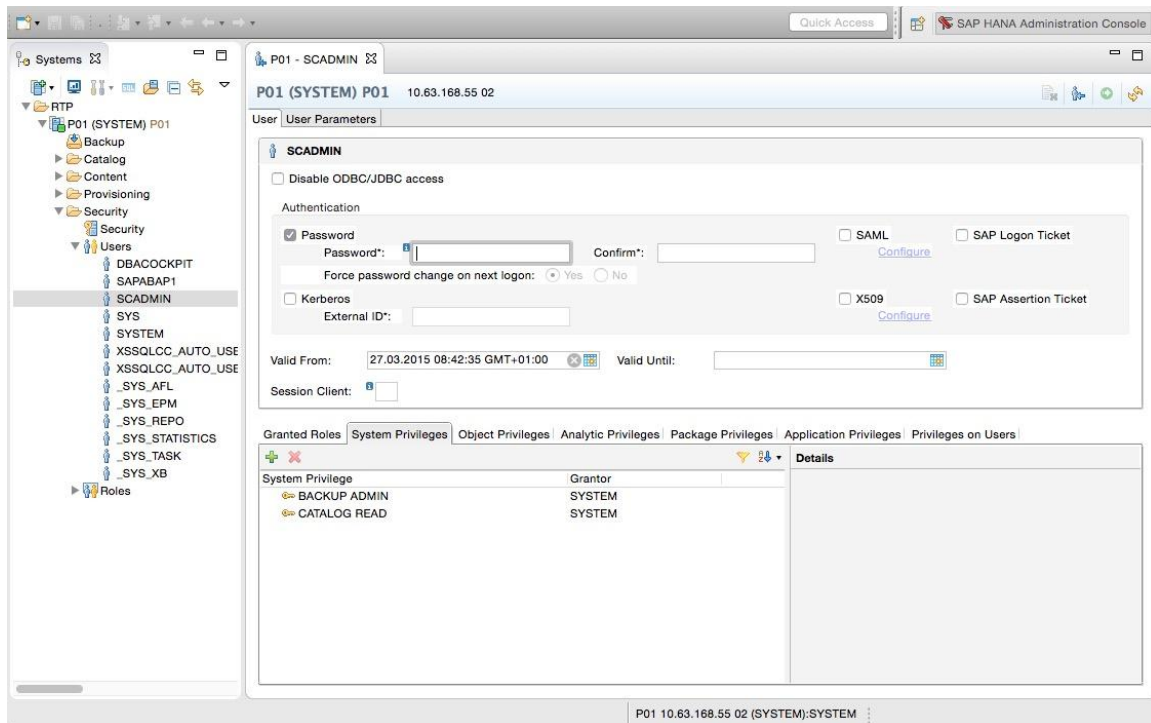 Quick Access
SAP HANA Administration Console
Systems
P01 - SCADMIN
P01 (SYSTEM) P01 10.63.168.55 02
RTP
P01 (SYSTEM) P01
Backup
Catalog
Content
Provisioning
Security
Security
Users
DBACOCKPIT
SAPABAP1
SCADMIN
SYS
SYSTEM
XSSQLCC_AUTO_USE
XSSQLCC_AUTO_USE
_SYS_AFL
_SYS_EPM
_SYS_REPO
_SYS_STATISTICS
_SYS_TASK
_SYS_XB
Roles
User User Parameters
SCADMIN
Disable ODBC/JDBC access
Authentication
Password SAML SAP Logon Ticket
Password*: Confirm*: Configure
Force password change on next logon: Yes No
Kerberos X509 SAP Assertion Ticket
External ID*: Configure
Valid From: 27.03.2015 08:42:35 GMT+01:00 Valid Until:
Session Client:
Granted Roles System Privileges Object Privileges Analytic Privileges Package Privileges Application Privileges Privileges on Users
Details
System Privilege Grantor
BACKUP ADMIN SYSTEM
CATALOG READ SYSTEM
P01 10.63.168.55 02 (SYSTEM):SYSTEM